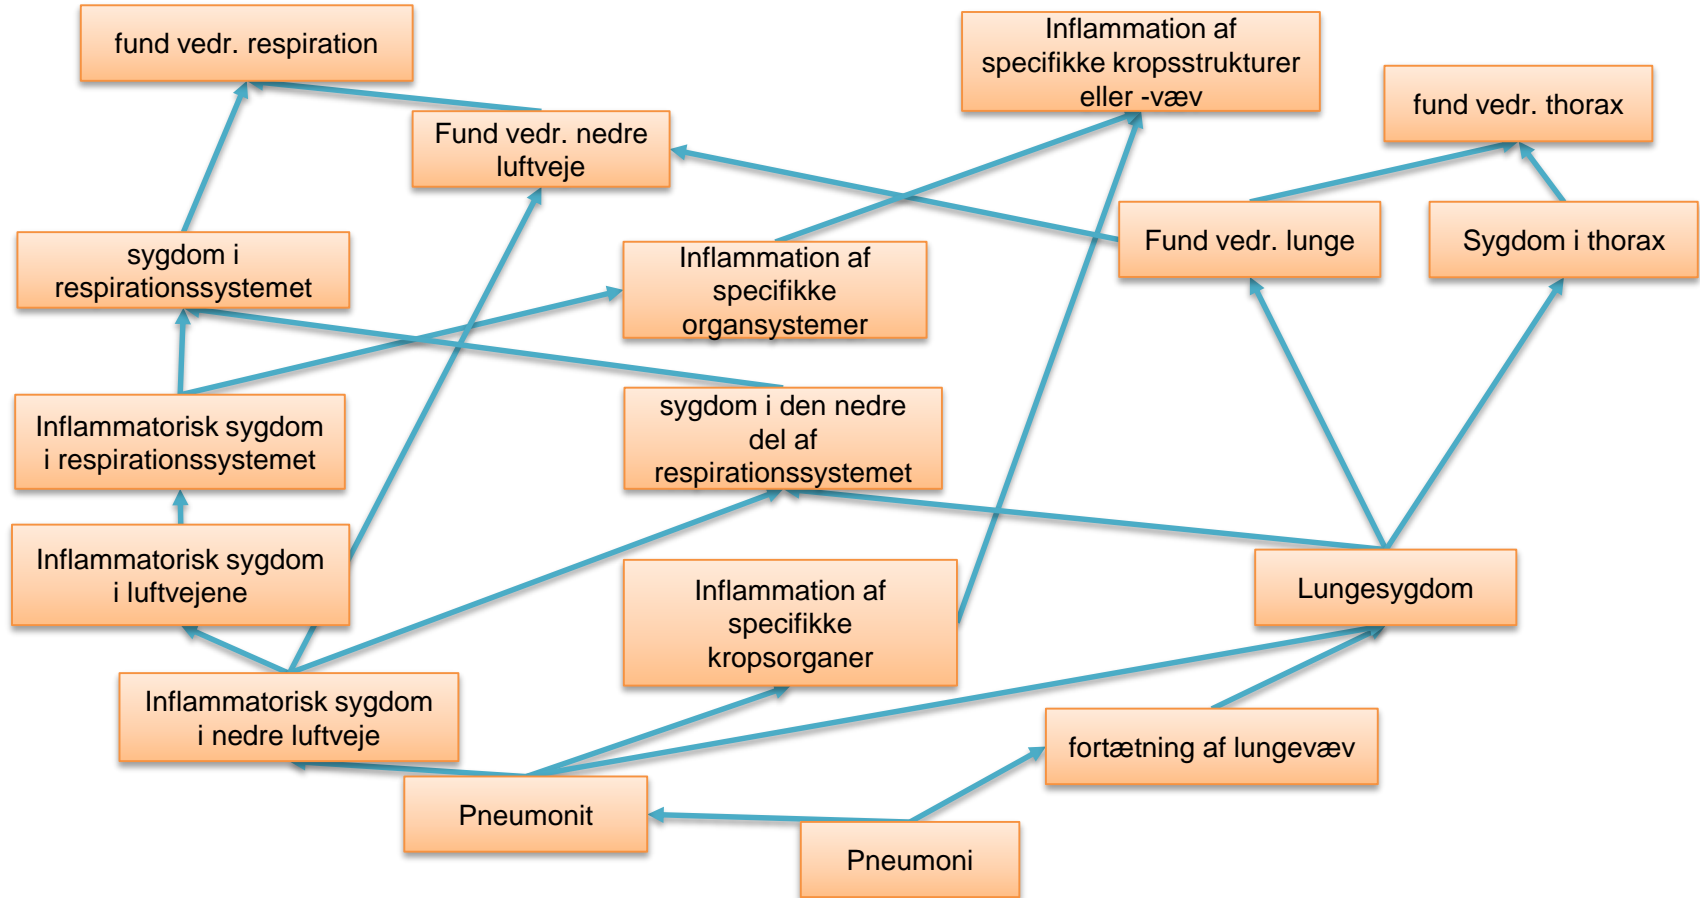 fund vedr. respiration
Inflammation af
specifikke kropsstrukturer
eller -væv
fund vedr. thorax
Fund vedr. nedre
luftveje
sygdom i
respirationssystemet
Inflammation af
specifikke
organsystemer
Fund vedr. lunge
Sygdom i thorax
Inflammatorisk sygdom
i respirationssystemet
sygdom i den nedre
del af
respirationssystemet
Inflammatorisk sygdom
i luftvejene
Inflammation af
specifikke
kropsorganer
Lungesygdom
Inflammatorisk sygdom
i nedre luftveje
fortætning af lungevæv
Pneumonit
Pneumoni